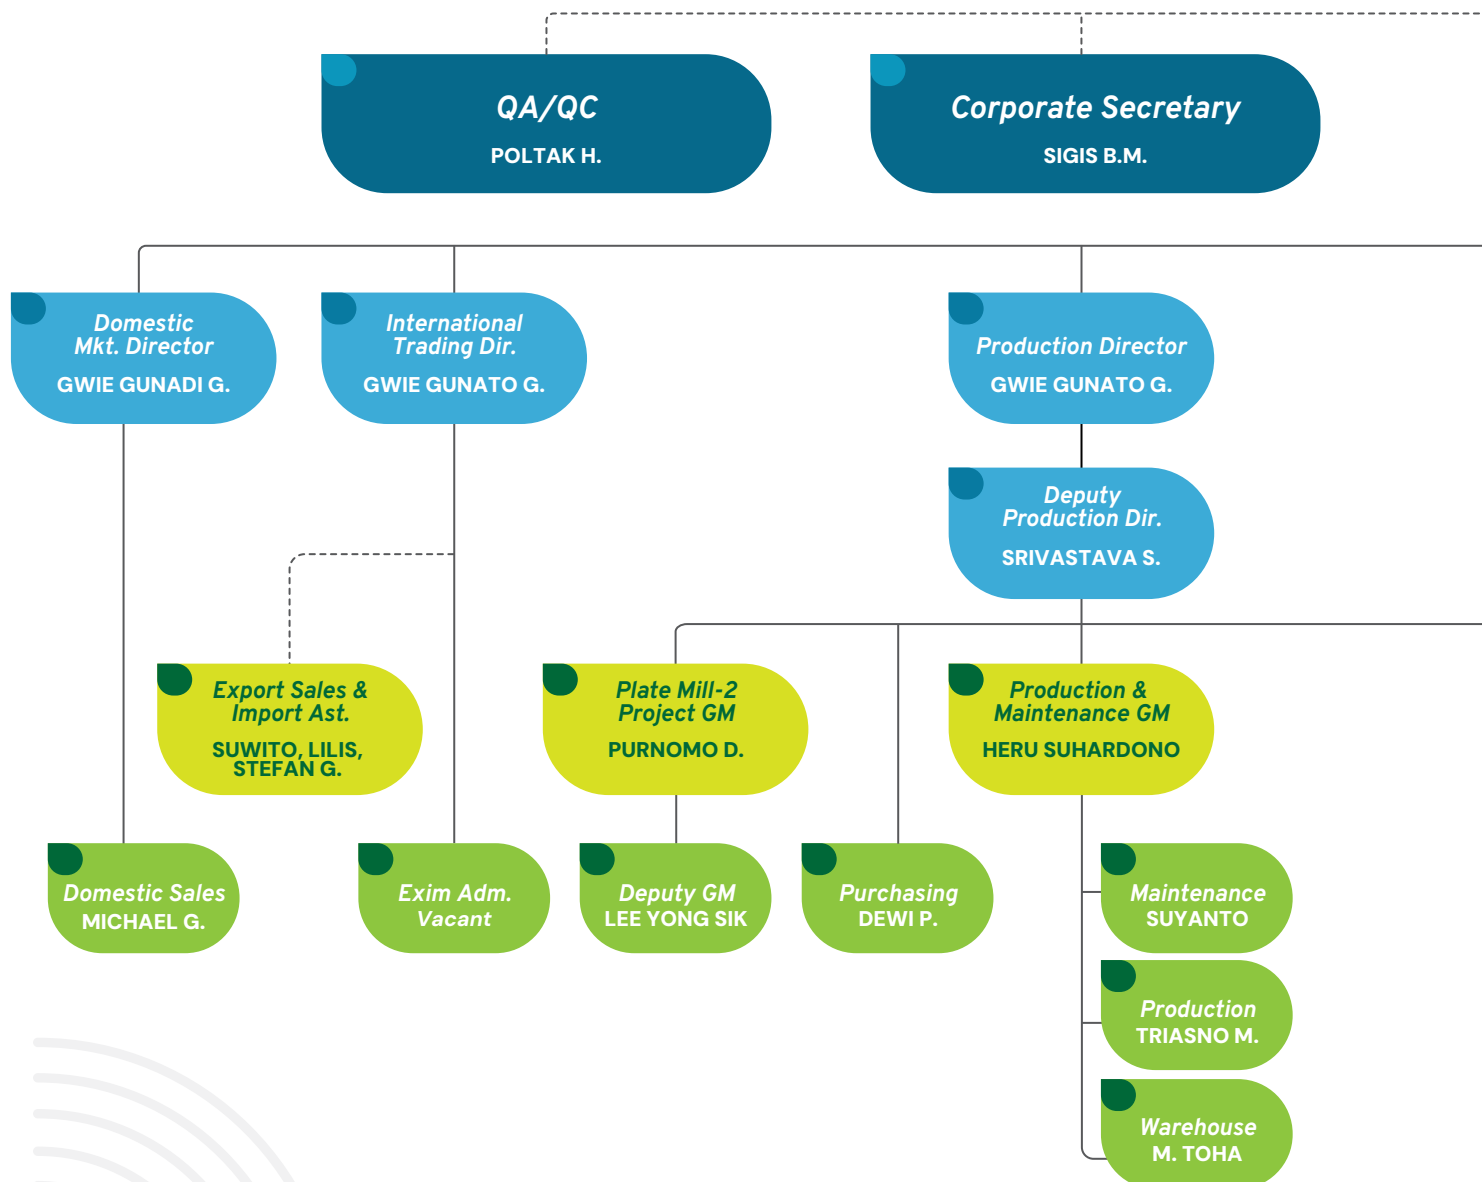 QA/QC
POLTAK H.
Corporate Secretary
SIGIS B.M.
Domestic
Mkt. Director
GWIE GUNADI G.
International
Trading Dir.
GWIE GUNATO G.
Production Director
GWIE GUNATO G.
Deputy
Production Dir.
SRIVASTAVA S.
Export Sales &
Import Ast.
SUWITO, LILIS,
STEFAN G.
Plate Mill-2
Project GM
PURNOMO D.
Production &
Maintenance GM
HERU SUHARDONO
Domestic Sales
MICHAEL G.
Exim Adm.
Vacant
Deputy GM
LEE YONG SIK
Purchasing
DEWI P.
Maintenance
SUYANTO
Production
TRIASNO M.
Warehouse
M. TOHA